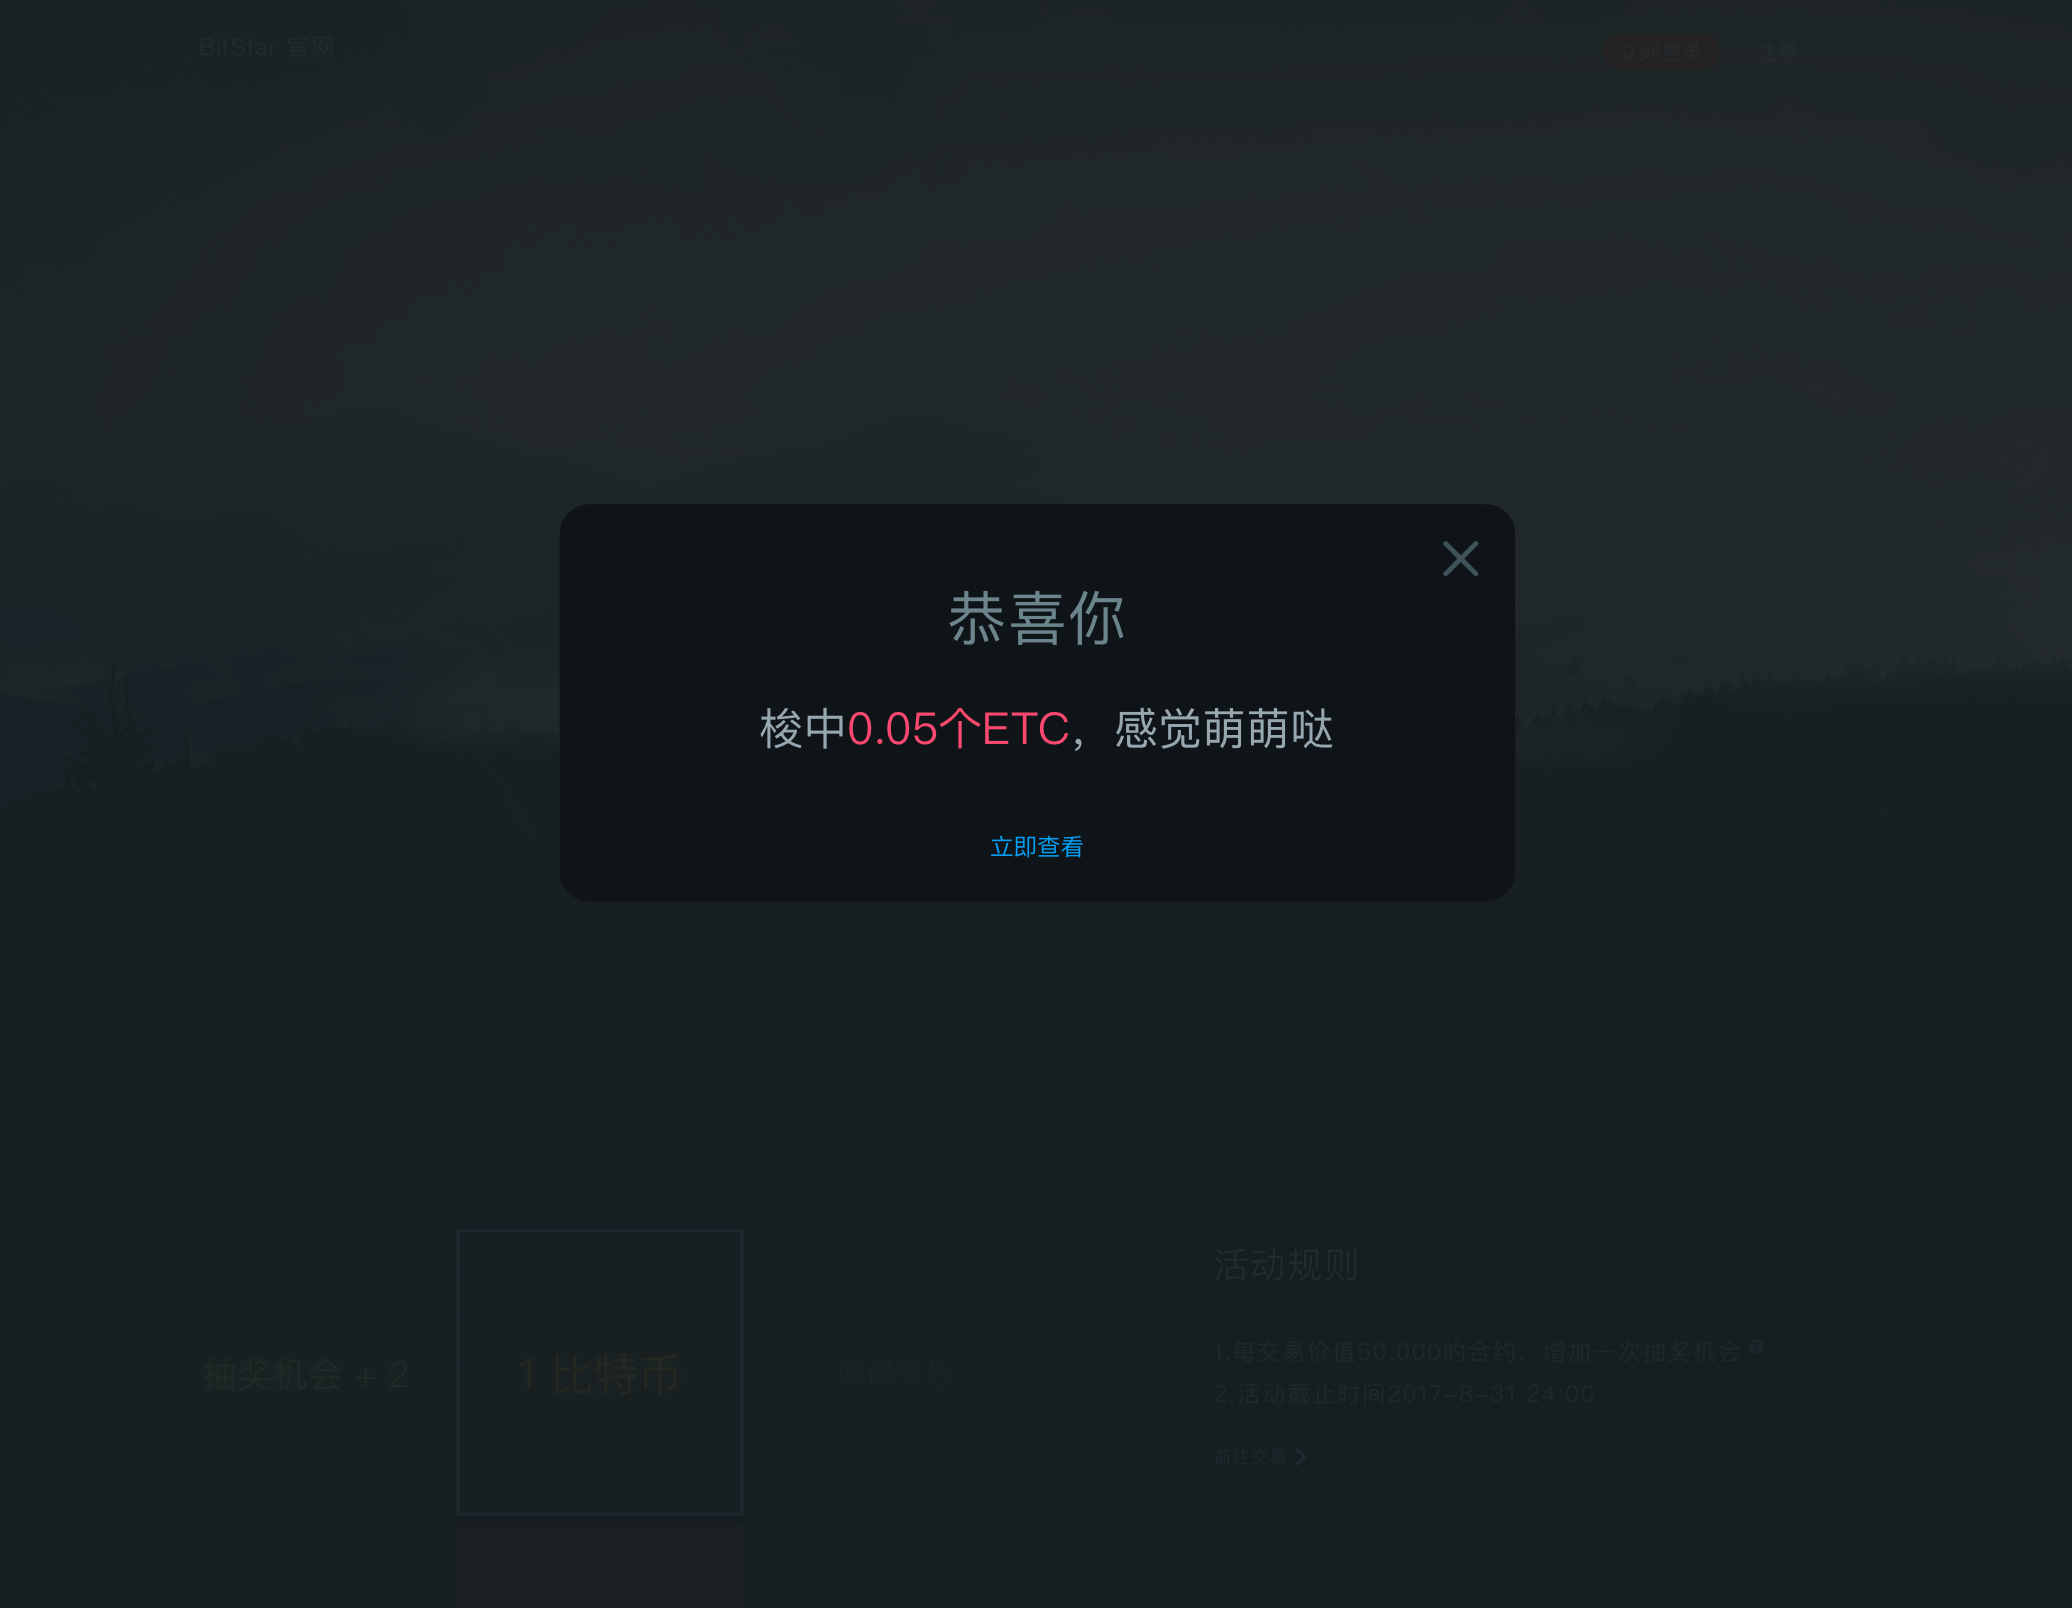 BitStar 官网
立刻登录 注册
恭喜你
梭中0.05个ETC，感觉萌萌哒
立即查看
抽奖机会 + 2
1 比特币
谢谢参与
活动规则
1.每交易价值50,000的合约，增加一次抽奖机会
2.活动截止时间2017-8-31 24:00
前往交易